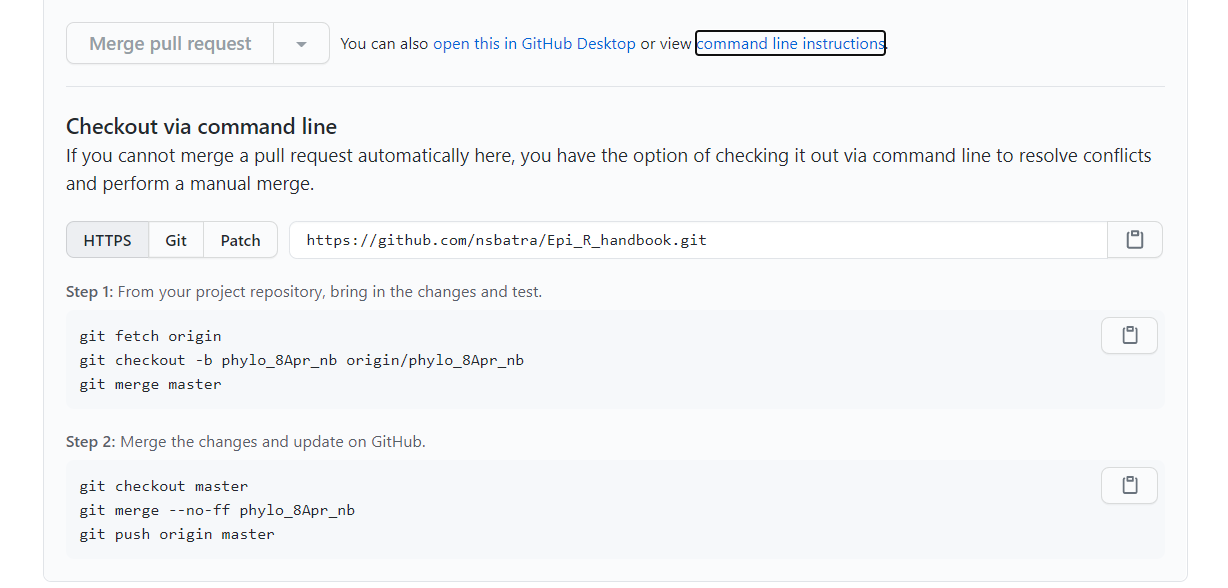 Merge pull request You can also open this in GitHub Desktop or view command line instructions.
Checkout via command line
If you cannot merge a pull request automatically here, you have the option of checking it out via command line to resolve conflicts
and perform a manual merge.
HTTPS Git Patch https://github.com/nsbatra/Epi_R_handbook.git
Step 1: From your project repository, bring in the changes and test.
git fetch origin
git checkout -b phylo_8Apr_nb origin/phylo_8Apr_nb
git merge master
Step 2: Merge the changes and update on GitHub.
git checkout master
git merge --no-ff phylo_8Apr_nb
git push origin master